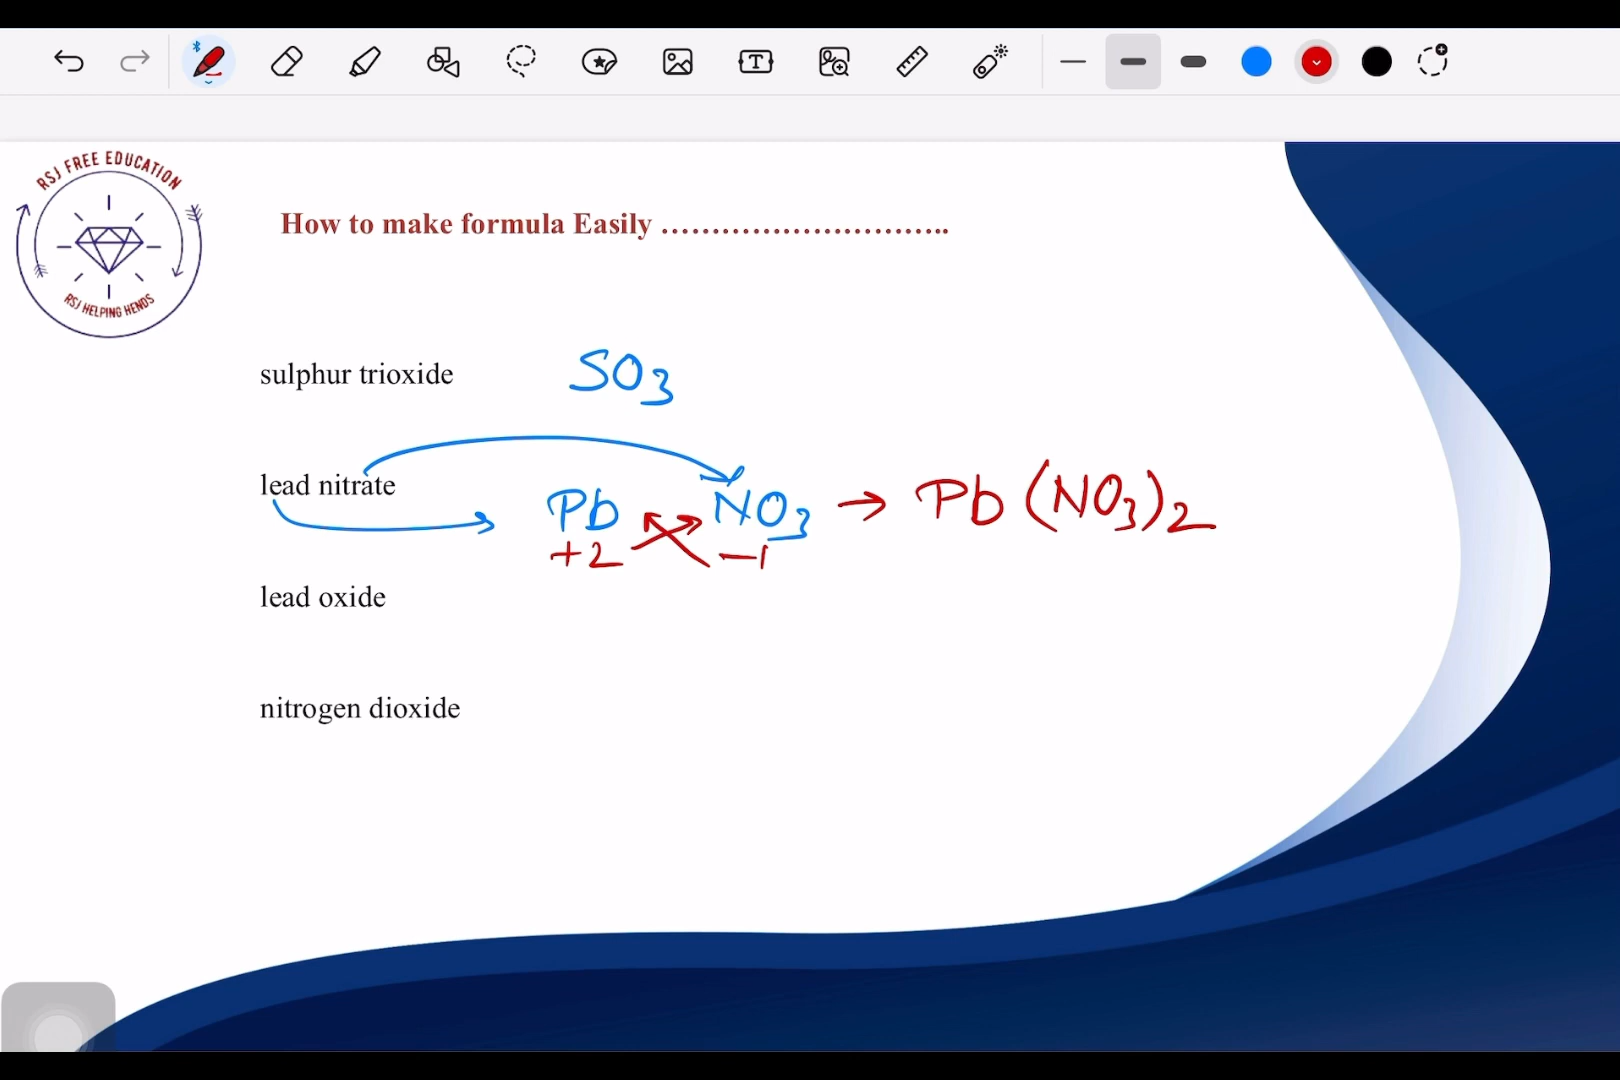 RSJ FREE EDUCATION
RSJ HELPING HENDS
How to make formula Easily ................................
sulphur trioxide SO3
lead nitrate Pb NO3 → Pb (NO3)2
+2 -1
lead oxide
nitrogen dioxide